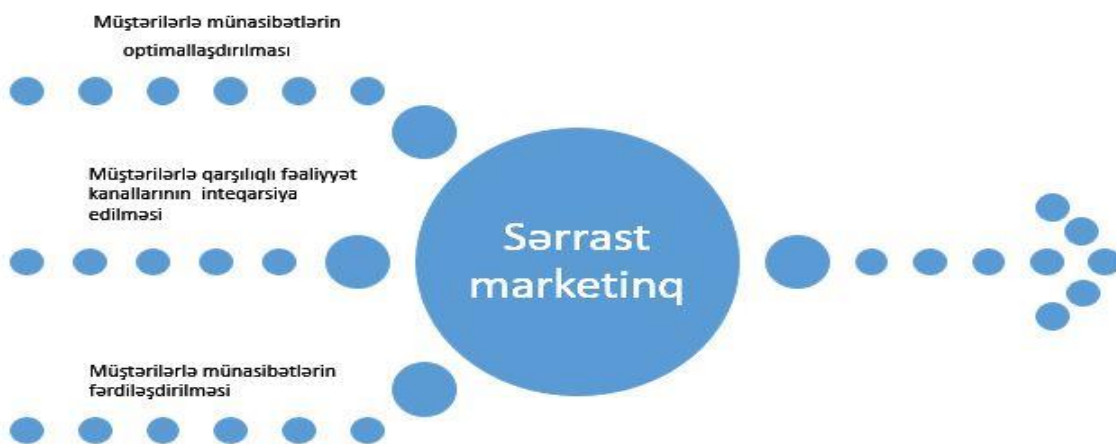 Müştərilərlə münasibətlərin
optimallaşdırılması
Müştərilərlə qarşılıqlı fəaliyyət
kanallarının inteqarsiya
edilməsi
Sərrast
marketinq
Müştərilərlə münasibətlərin
fərdiləşdirilməsi